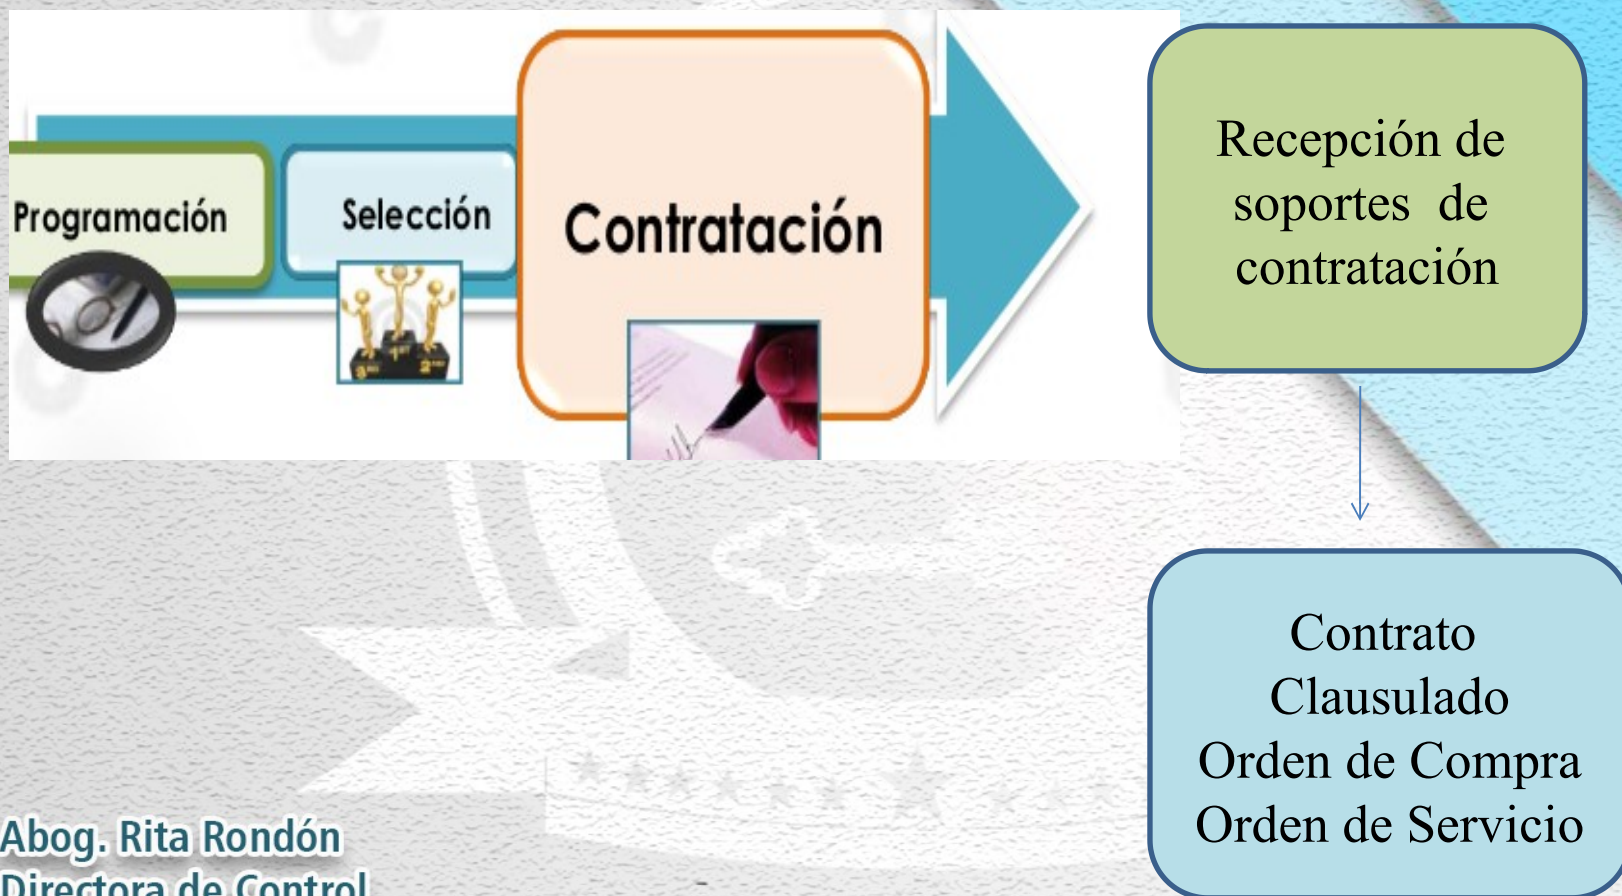 Programación
Selección
Contratación
Recepción de
soportes de
contratación
Contrato
Clausulado
Orden de Compra
Orden de Servicio
Abog. Rita Rondón
Directora de Control